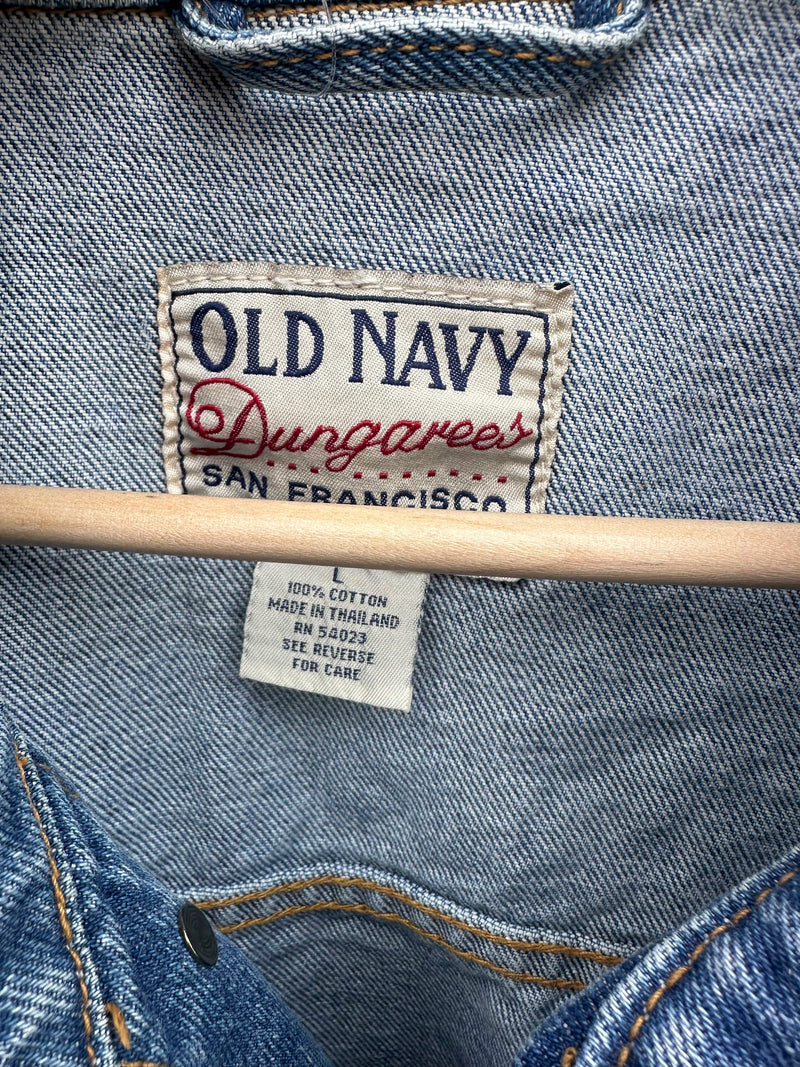 OLD NAVY
Dungarees
SAN FRANCISCO
L
100% COTTON
MADE IN THAILAND
RN 54023
SEE REVERSE
FOR CARE